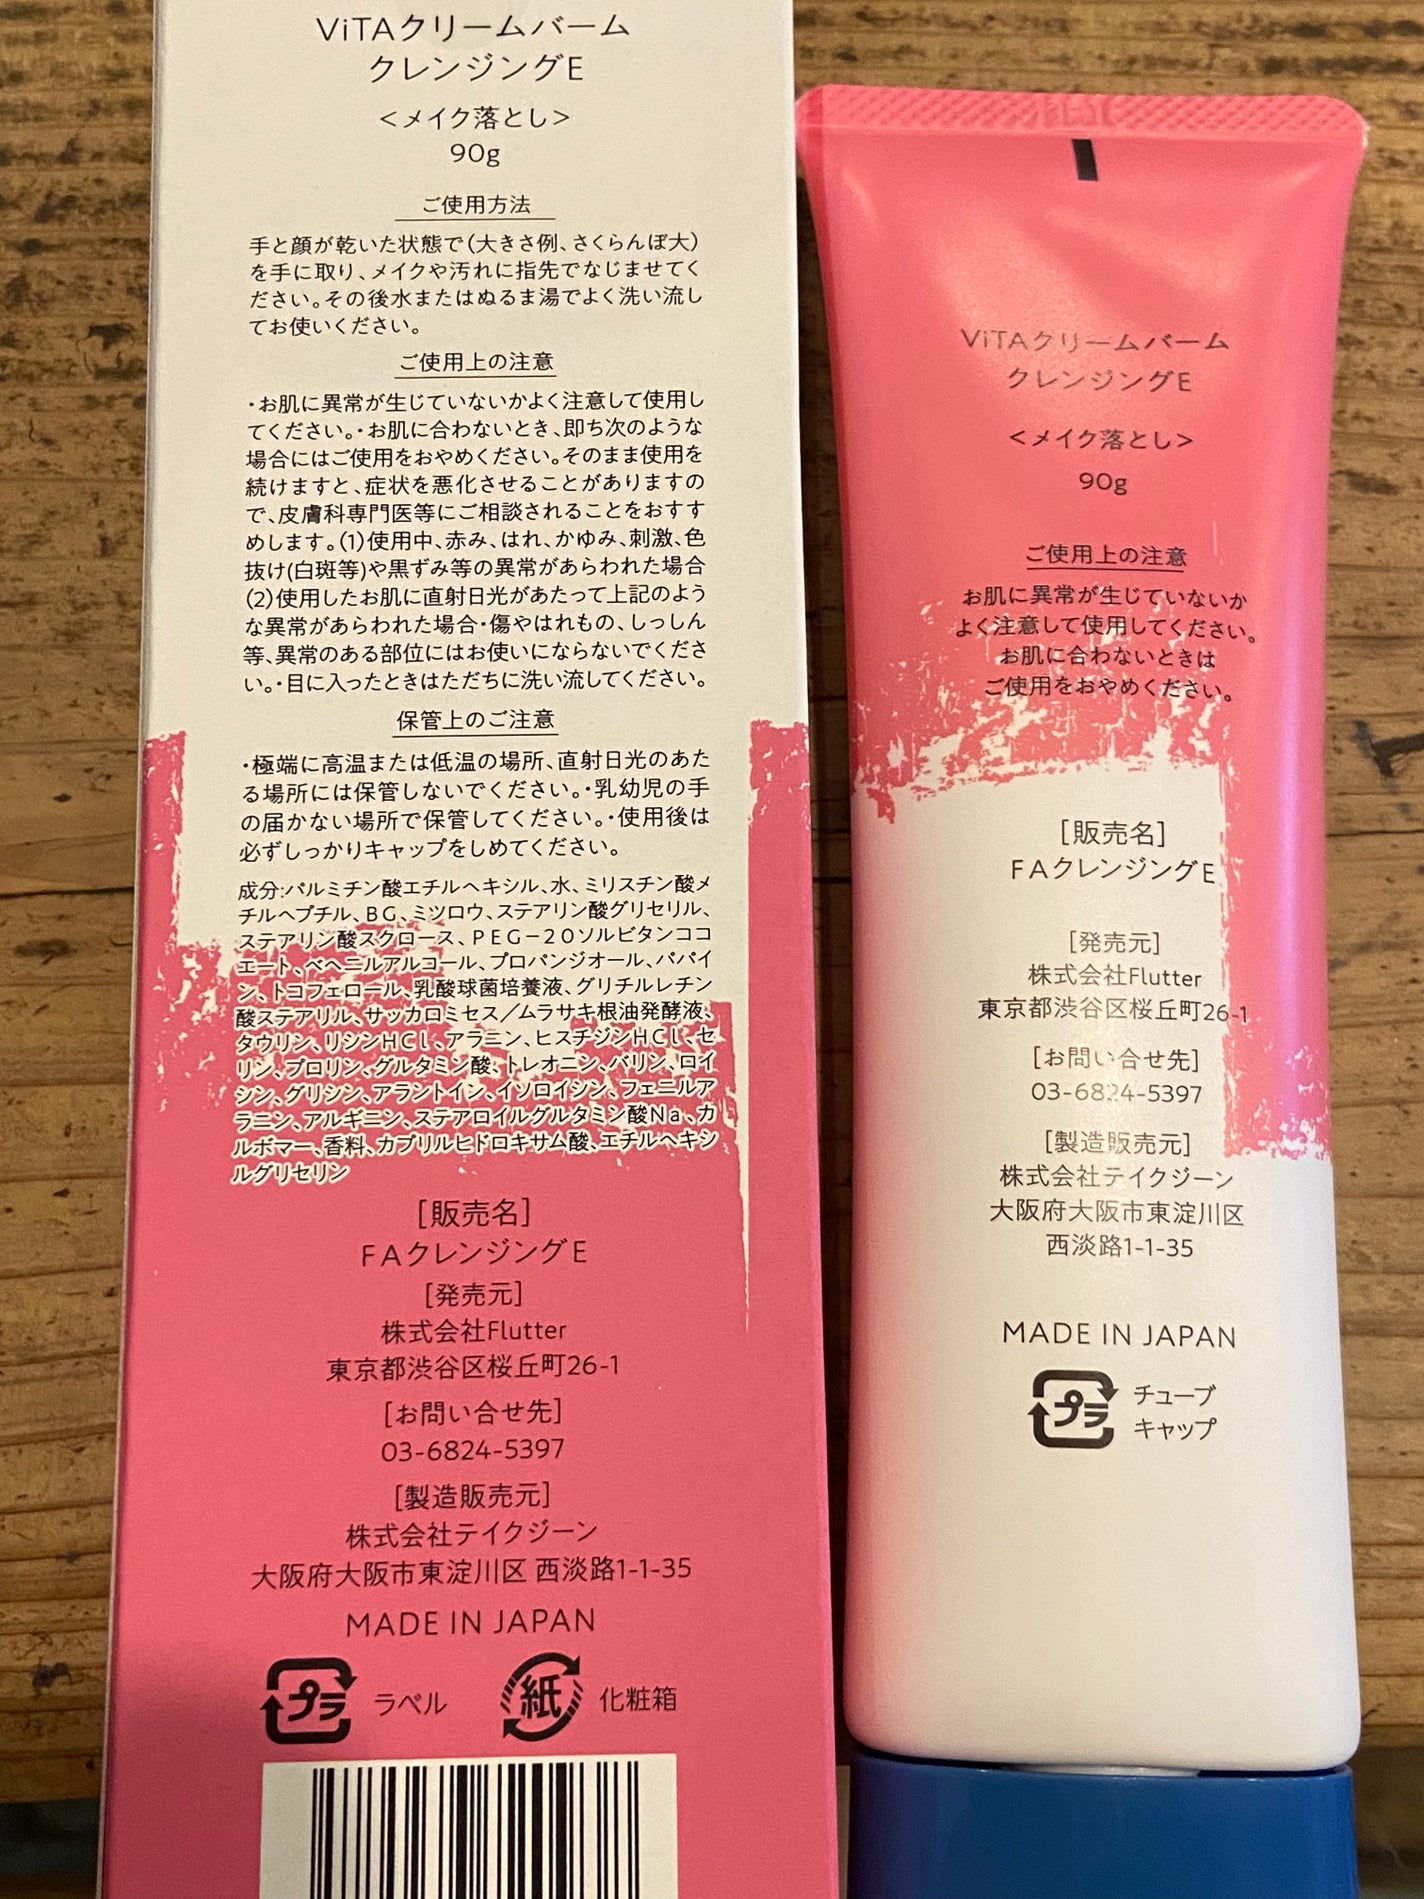 ViTAクリームバーム
クレンジングE
＜メイク落とし＞
90g
ご使用方法
手と顔が乾いた状態で(大きさ例、さくらんぼ大)
を手に取り、メイクや汚れに指先でなじませてく
ださい。その後水またはぬるま湯でよく洗い流し
てお使いください。
ご使用上の注意
・お肌に異常が生じていないかよく注意して使用し
てください。・お肌に合わないとき、即ち次のような
場合にはご使用をおやめください。そのまま使用を
続けますと、症状を悪化させることがありますの
で、皮膚科専門医等にご相談されることをおすす
めします。(1)使用中、赤み、はれ、かゆみ、刺激、色
抜け(白斑等)や黒ずみ等の異常があらわれた場合
(2)使用したお肌に直射日光があたって上記のよう
な異常があらわれた場合・傷やはれもの、しっしん
等、異常のある部位にはお使いにならないでくださ
い。・目に入ったときはただちに洗い流してください。
保管上のご注意
・極端に高温または低温の場所、直射日光のあた
る場所には保管しないでください。・乳幼児の手
の届かない場所で保管してください。・使用後は
必ずしっかりキャップをしめてください。
成分:パルミチン酸エチルヘキシル、水、ミリスチン酸メ
チルヘプチル、BG、ミツロウ、ステアリン酸グリセリル、
ステアリン酸スクロース、PEG－20ソルビタンココ
エート、ベヘニルアルコール、プロパンジオール、パパイ
ン、トコフェロール、乳酸球菌培養液、グリチルレチン
酸ステアリル、サッカロミセス／ムラサキ根油発酵液、
タウリン、リシンHCl、アラニン、ヒスチジンHCl、セ
リン、プロリン、グルタミン酸、トレオニン、バリン、ロイ
シン、グリシン、アラントイン、イソロイシン、フェニルア
ラニン、アルギニン、ステアロイルグルタミン酸Na、カ
ルボマー、香料、カプリルヒドロキサム酸、エチルヘキシ
ルグリセリン
[販売名]
FAクレンジングE
[発売元]
株式会社Flutter
東京都渋谷区桜丘町26-1
[お問い合せ先]
03-6824-5397
[製造販売元]
株式会社テイクジーン
大阪府大阪市東淀川区 西淡路1-1-35
MADE IN JAPAN
プラ ラベル 紙 化粧箱
ViTAクリームバーム
クレンジングE
＜メイク落とし＞
90g
ご使用上の注意
お肌に異常が生じていないか
よく注意して使用してください。
お肌に合わないときは
ご使用をおやめください。
[販売名]
FAクレンジングE
[発売元]
株式会社Flutter
東京都渋谷区桜丘町26-1
[お問い合せ先]
03-6824-5397
[製造販売元]
株式会社テイクジーン
大阪府大阪市東淀川区
西淡路1-1-35
MADE IN JAPAN
プラ チューブ
キャップ